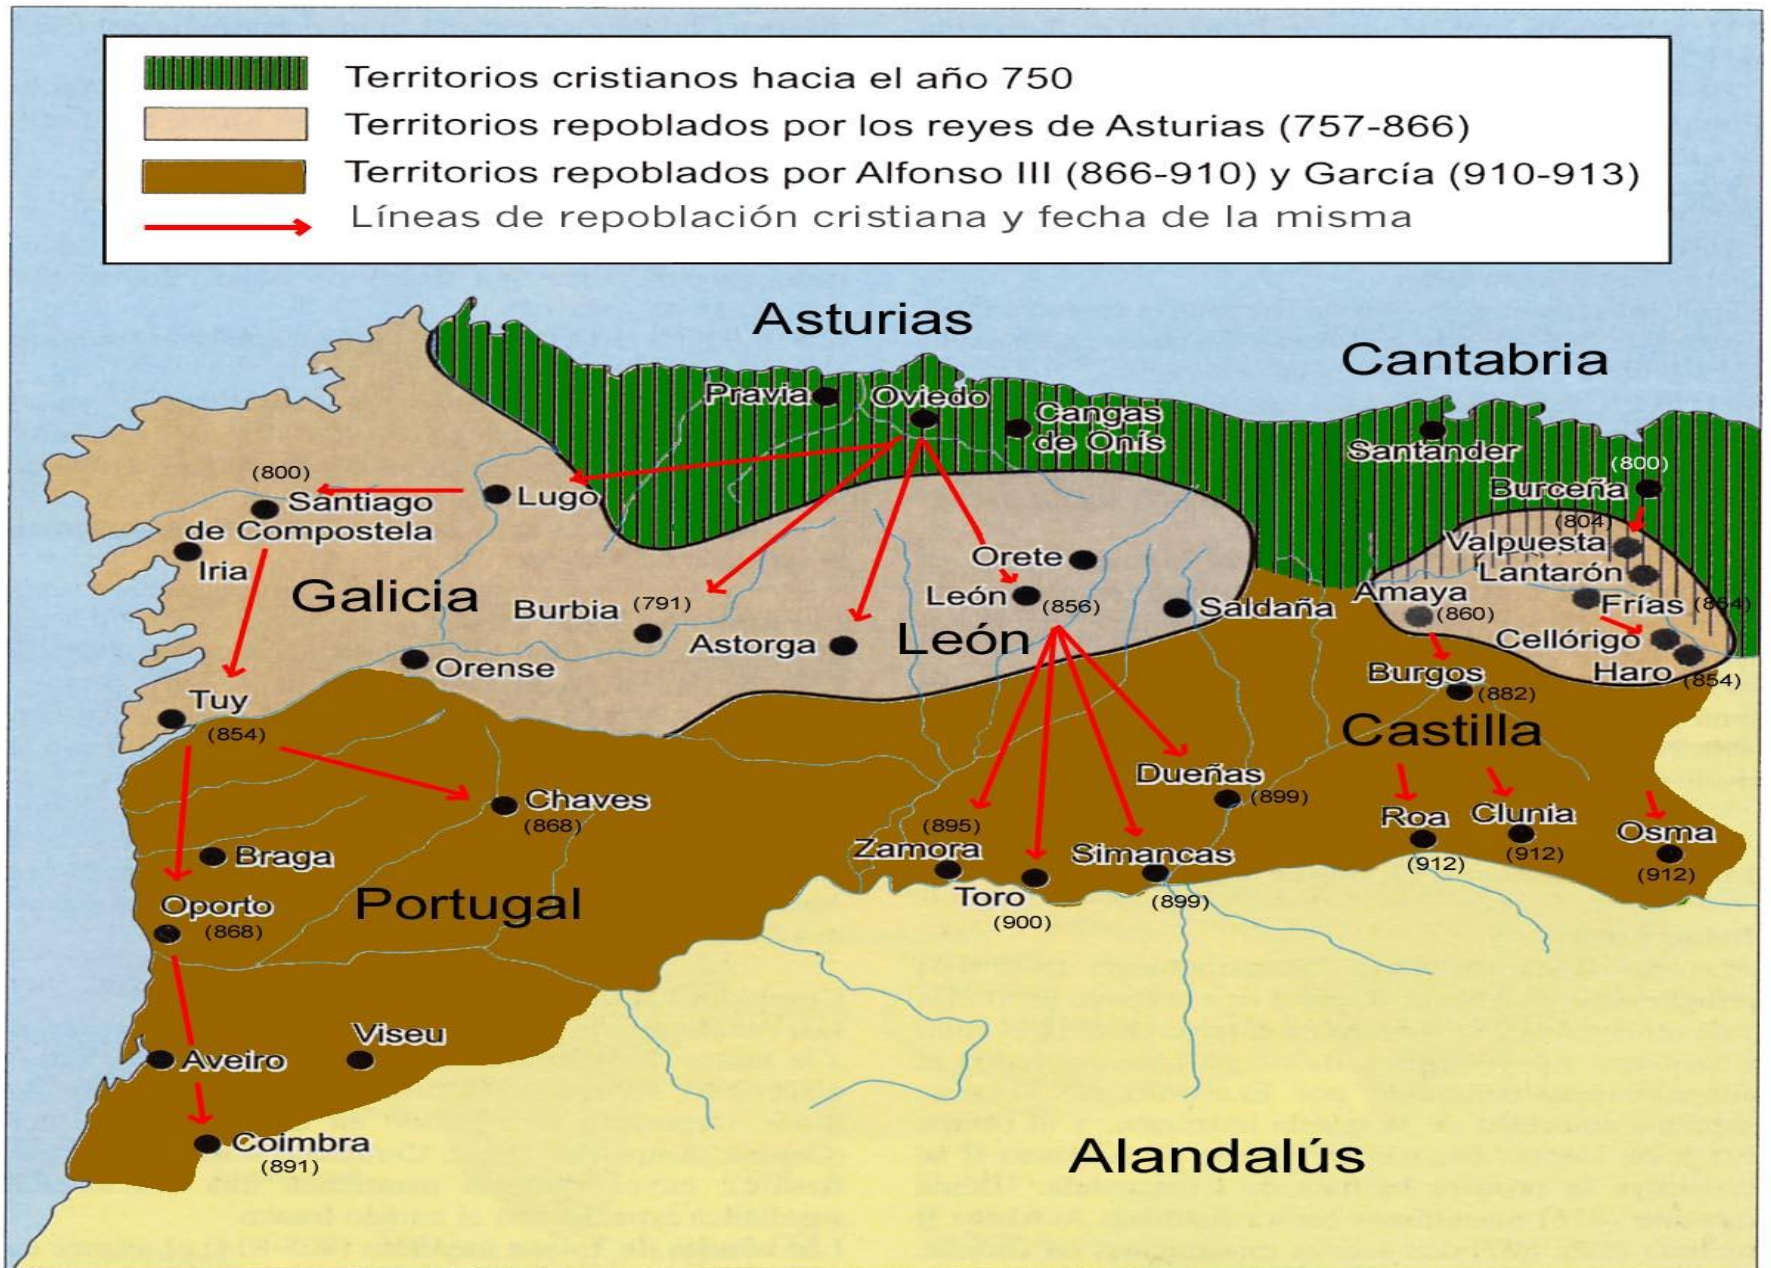 Territorios cristianos hacia el año 750
Territorios repoblados por los reyes de Asturias (757-866)
Territorios repoblados por Alfonso III (866-910) y García (910-913)
Líneas de repoblación cristiana y fecha de la misma
Asturias
Cantabria
Pravia
Oviedo
Cangas
de Onís
Santander
(800)
Burceña
(804)
Valpuesta
Lantarón
Amaya
(860)
Frías
(854)
Cellórigo
Haro
(854)
(800)
Santiago
de Compostela
Lugo
Iria
Galicia
Burbia
(791)
Astorga
Orete
León
(856)
León
Saldaña
Orense
Tuy
(854)
Burgos
(882)
Castilla
Chaves
(868)
Braga
Dueñas
(899)
(895)
Zamora
Toro
(900)
Simancas
(899)
Roa
(912)
Clunia
(912)
Osma
(912)
Oporto
(868)
Portugal
Viseu
Aveiro
Coimbra
(891)
Alandalús